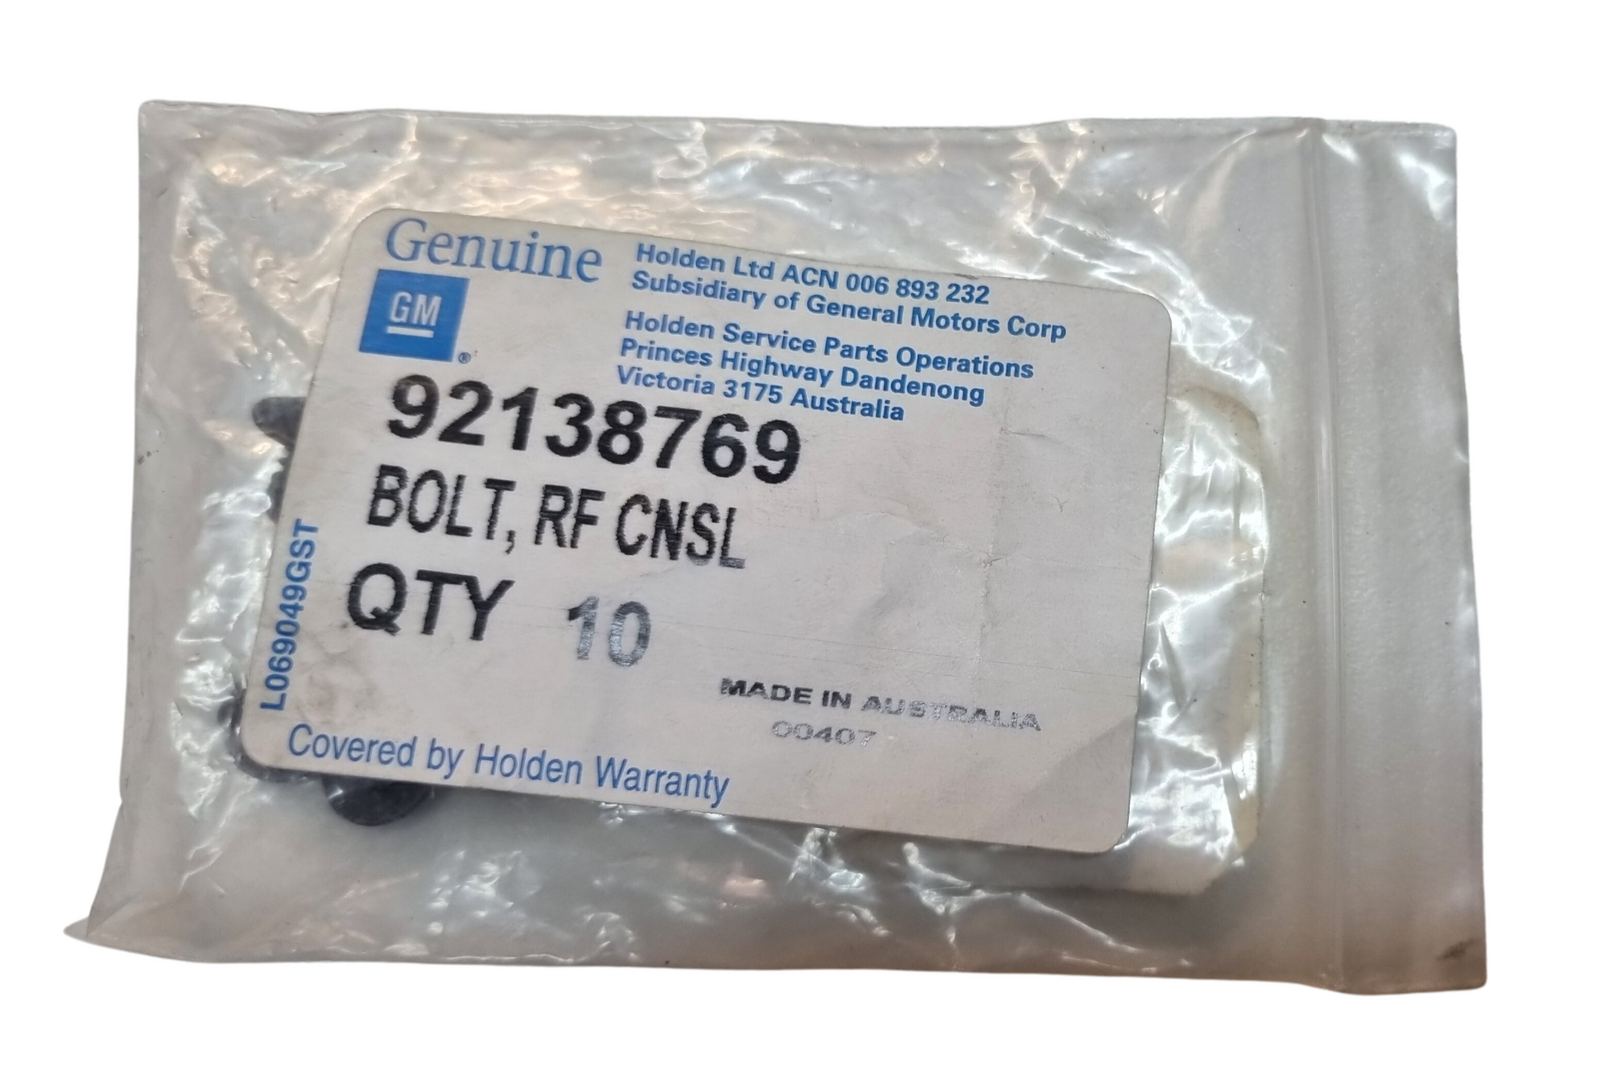 Genuine
GM
®
Holden Ltd ACN 006 893 232
Subsidiary of General Motors Corp
Holden Service Parts Operations
Princes Highway Dandenong
Victoria 3175 Australia
92138769
BOLT, RF CNSL
QTY 10
MADE IN AUSTRALIA
00407
L069049GST
Covered by Holden Warranty